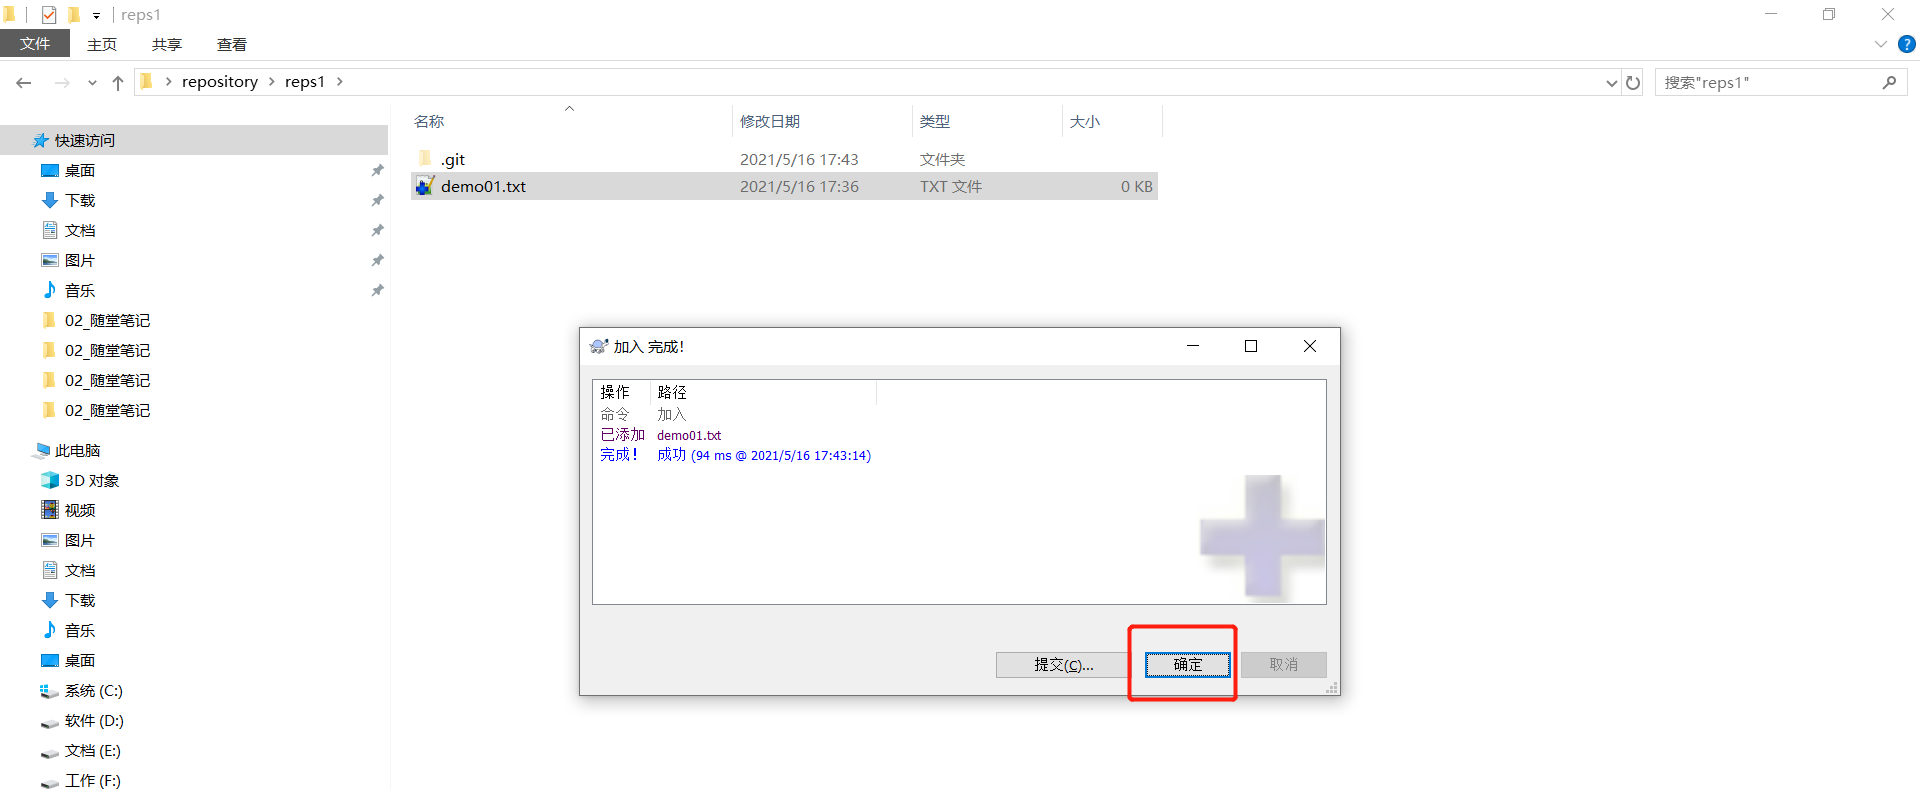 reps1
文件 主页 共享 查看
repository reps1 搜索"reps1"
名称 修改日期 类型 大小
.git 2021/5/16 17:43 文件夹
demo01.txt 2021/5/16 17:36 TXT 文件 0 KB
快速访问
桌面
下载
文档
图片
音乐
02_随堂笔记
02_随堂笔记
02_随堂笔记
02_随堂笔记
此电脑
3D 对象
视频
图片
文档
下载
音乐
桌面
系统 (C:)
软件 (D:)
文档 (E:)
工作 (F:)
加入 完成!
操作 路径
命令 加入
已添加 demo01.txt
完成! 成功 (94 ms @ 2021/5/16 17:43:14)
提交(C)... 确定 取消